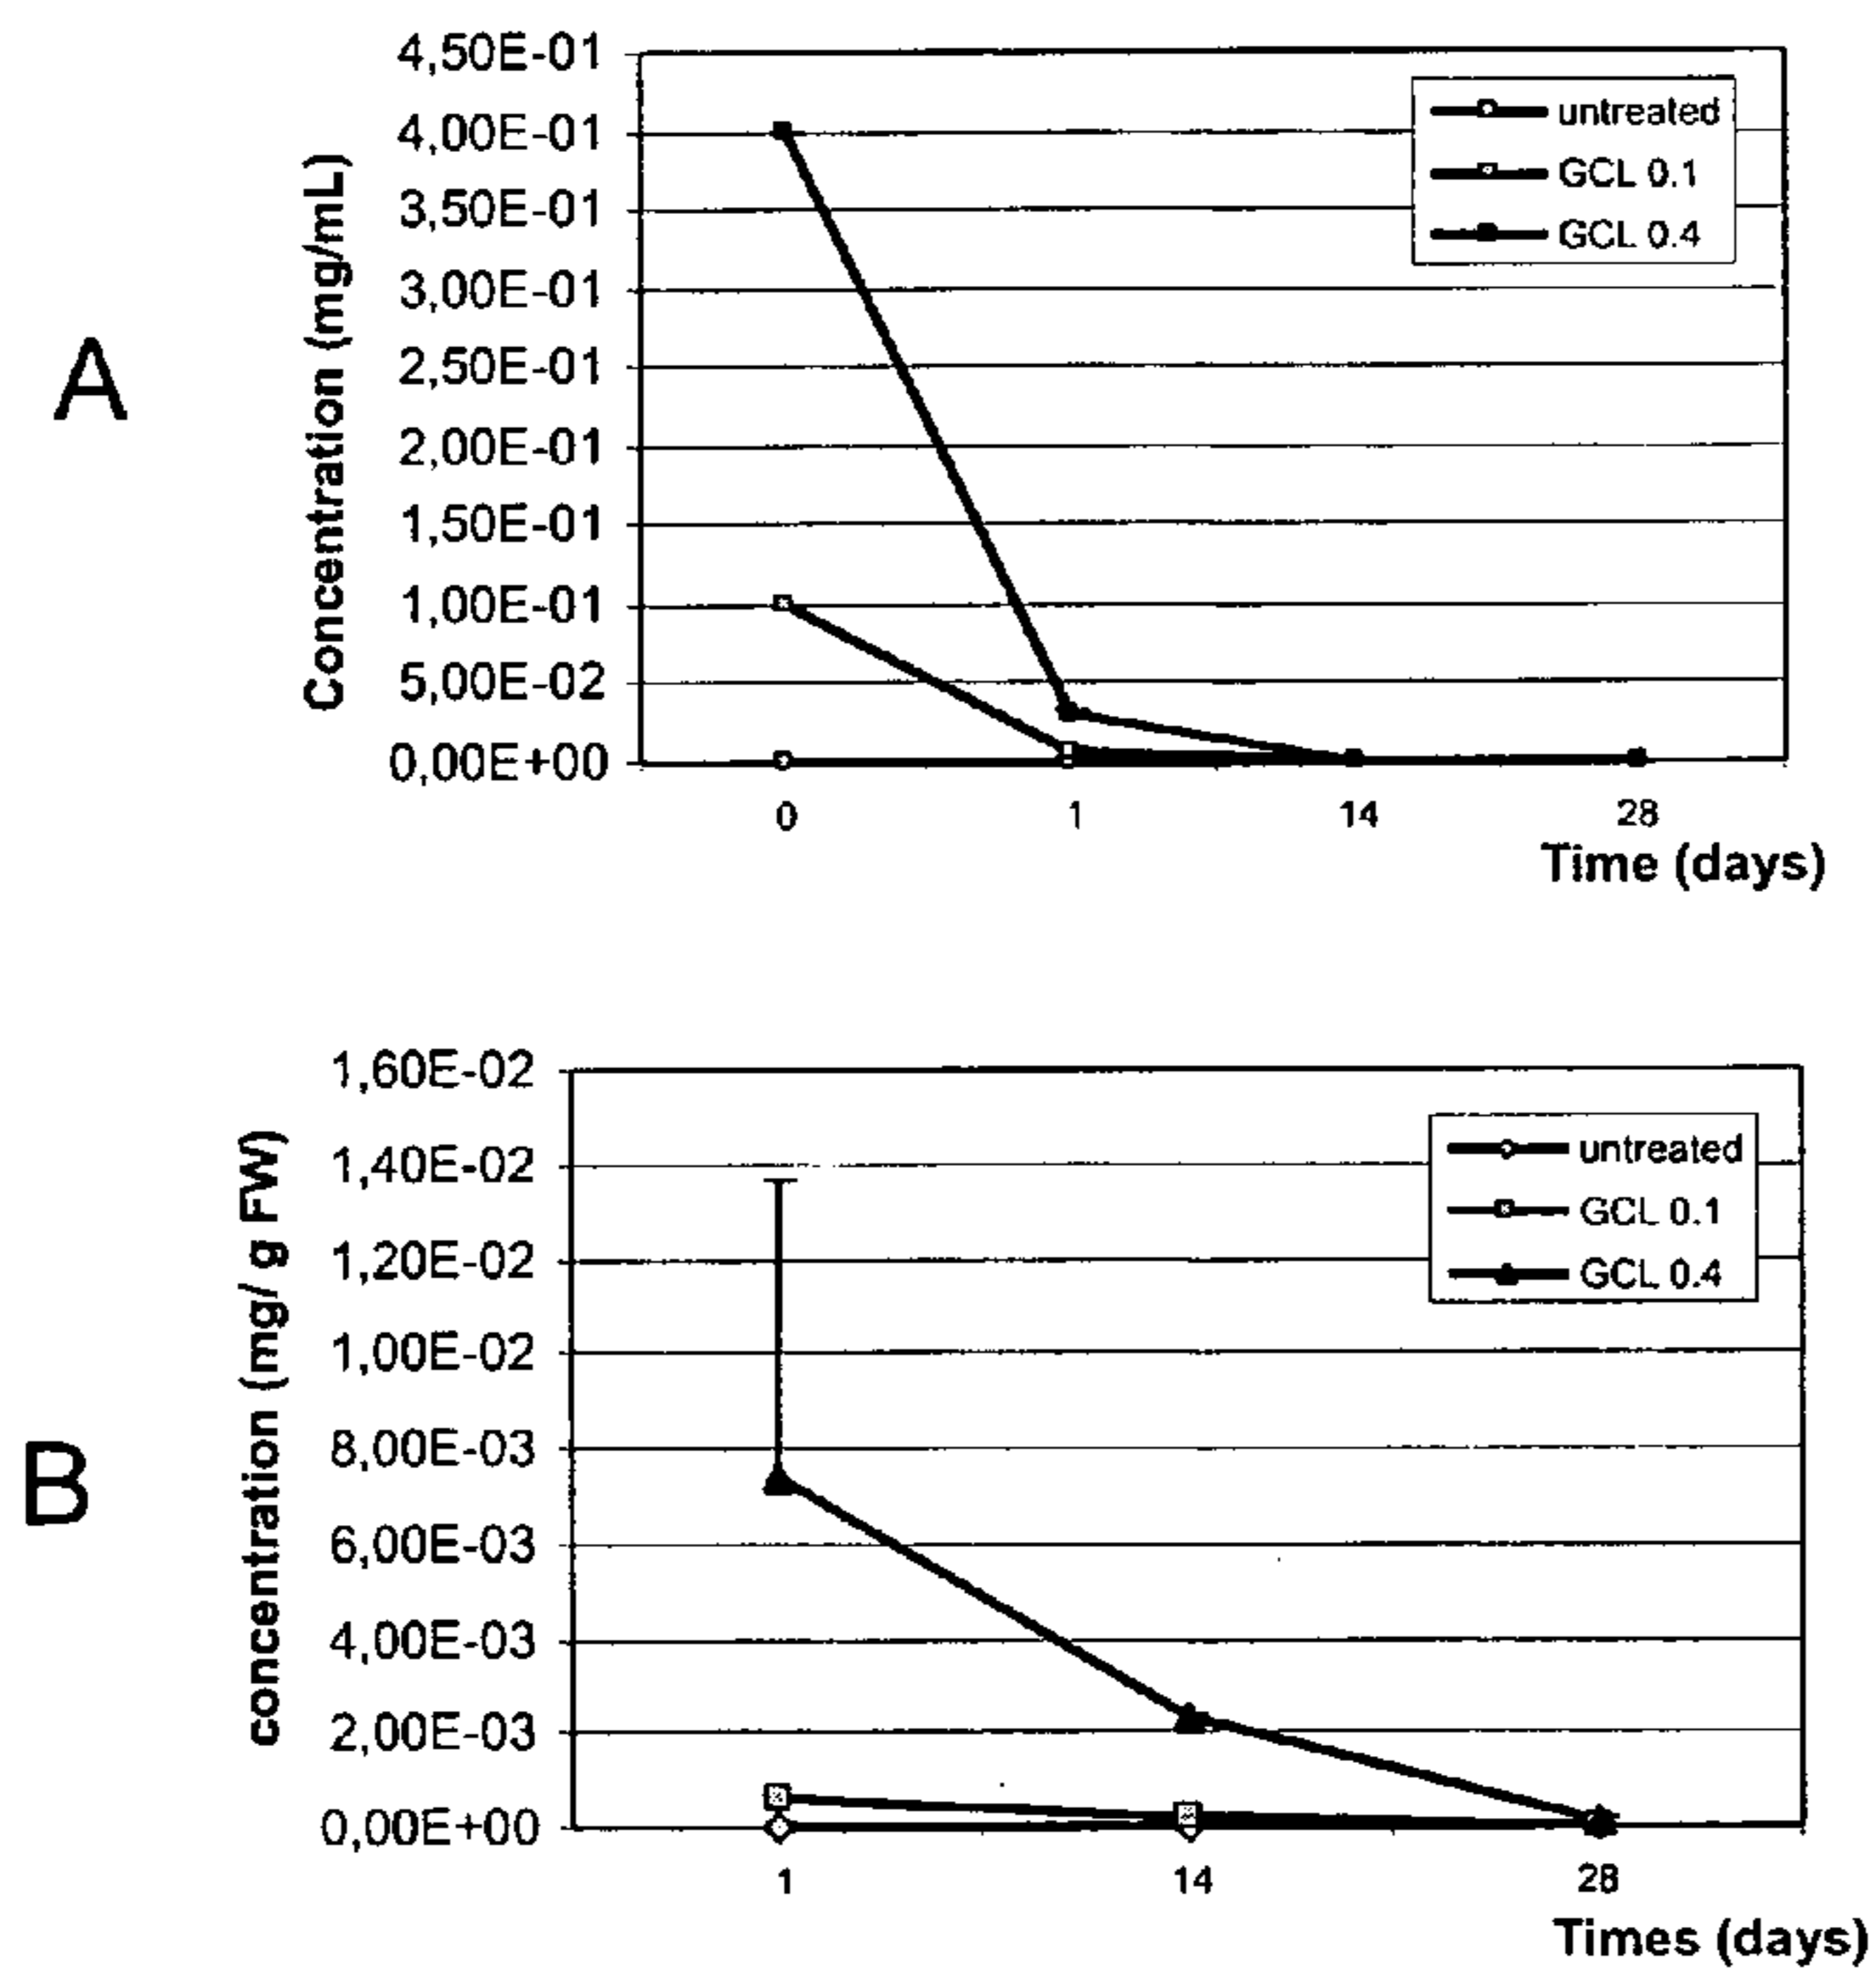 A
Concentration (mg/mL)
4,50E-01
4,00E-01
3,50E-01
3,00E-01
2,50E-01
2,00E-01
1,50E-01
1,00E-01
5,00E-02
0,00E+00
untreated
GCL 0.1
GCL 0.4
0 1 14 28
Time (days)
B
concentration (mg/ g FW)
1,60E-02
1,40E-02
1,20E-02
1,00E-02
8,00E-03
6,00E-03
4,00E-03
2,00E-03
0,00E+00
untreated
GCL 0.1
GCL 0.4
1 14 28
Times (days)